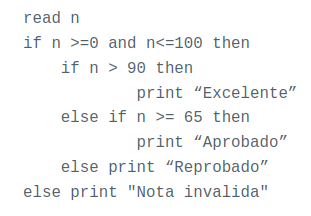 read n
if n >=0 and n<=100 then
    if n > 90 then
            print “Excelente”
    else if n >= 65 then
            print “Aprobado”
    else print “Reprobado”
else print "Nota invalida"